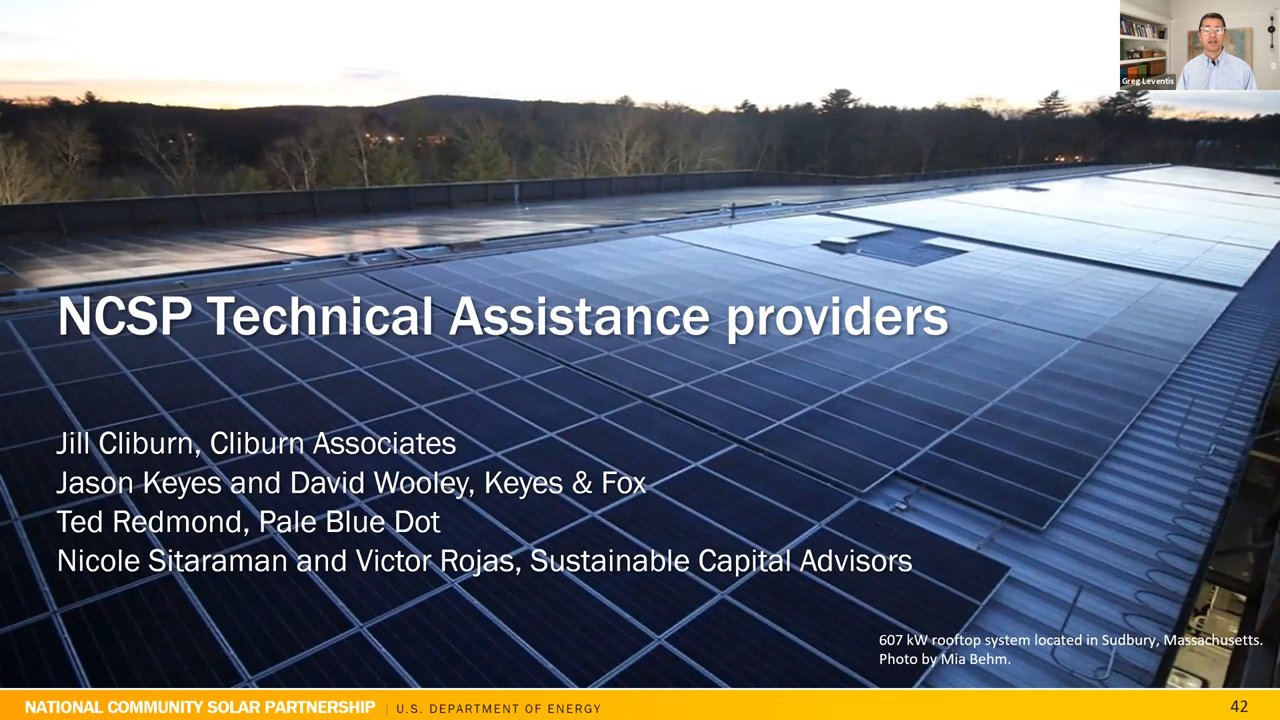 Greg Leventis
NCSP Technical Assistance providers
Jill Cliburn, Cliburn Associates
Jason Keyes and David Wooley, Keyes & Fox
Ted Redmond, Pale Blue Dot
Nicole Sitaraman and Victor Rojas, Sustainable Capital Advisors
607 kW rooftop system located in Sudbury, Massachusetts.
Photo by Mia Behm.
NATIONAL COMMUNITY SOLAR PARTNERSHIP | U.S. DEPARTMENT OF ENERGY
42